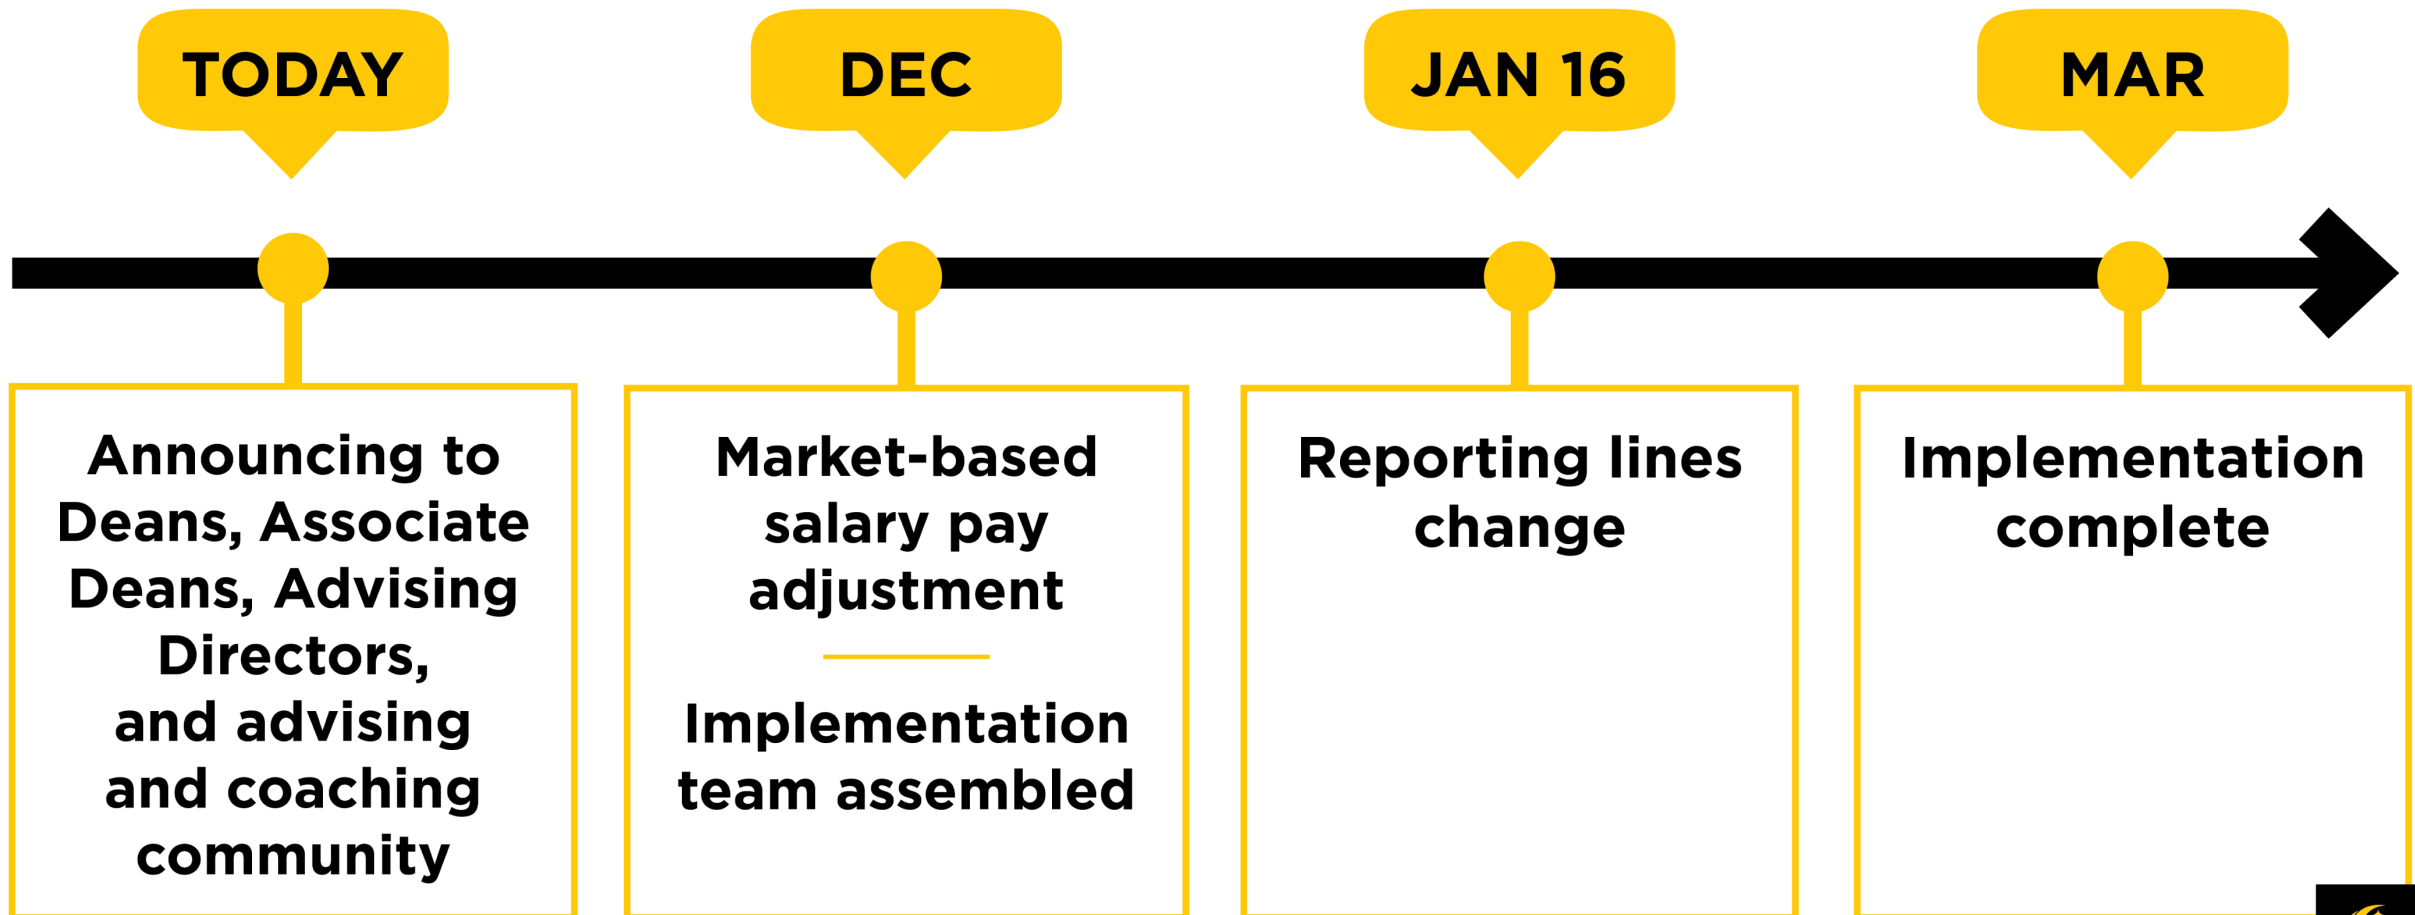 TODAY
DEC
JAN 16
MAR
Announcing to
Deans, Associate
Deans, Advising
Directors,
and advising
and coaching
community
Market-based
salary pay
adjustment
Implementation
team assembled
Reporting lines
change
Implementation
complete